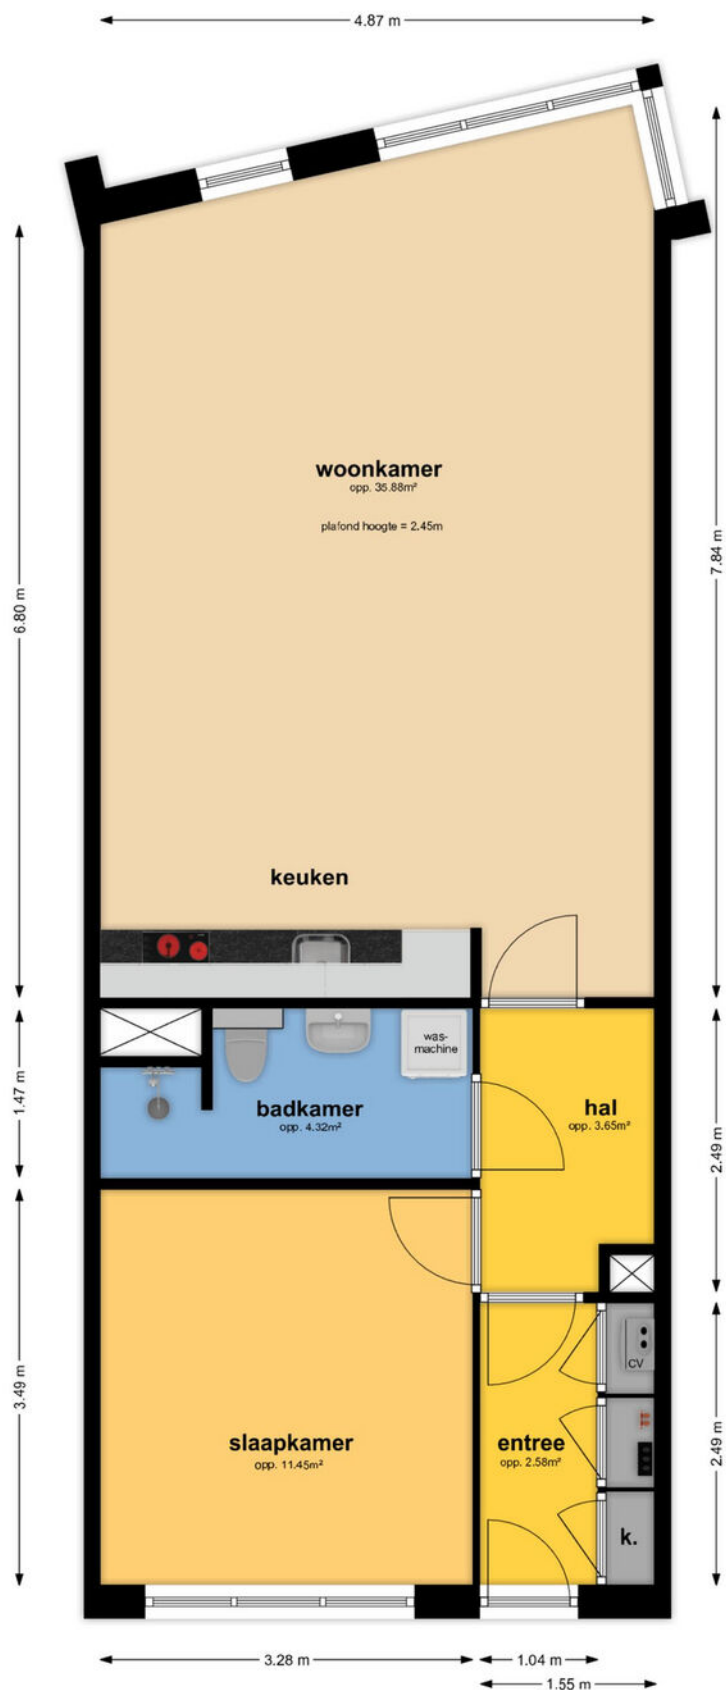 4.87 m
woonkamer
opp. 35.88m²
plafond hoogte = 2.45m
6.80 m
7.84 m
keuken
was-
machine
badkamer
opp. 4.32m²
hal
opp. 3.65m²
1.47 m
2.49 m
CV
3.49 m
slaapkamer
opp. 11.45m²
entree
opp. 2.58m²
2.49 m
k.
3.28 m
1.04 m
1.55 m